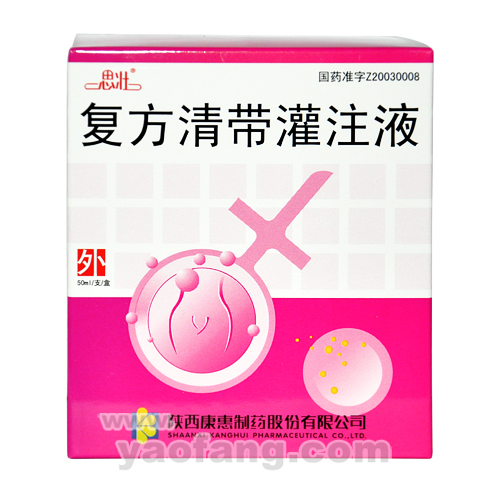 思壮®
国药准字Z20030008
复方清带灌注液
外
50ml/支/盒
陕西康惠制药股份有限公司
SHAANXI KANGHUI PHARMACEUTICAL CO.,LTD.
www.
yaofang.com